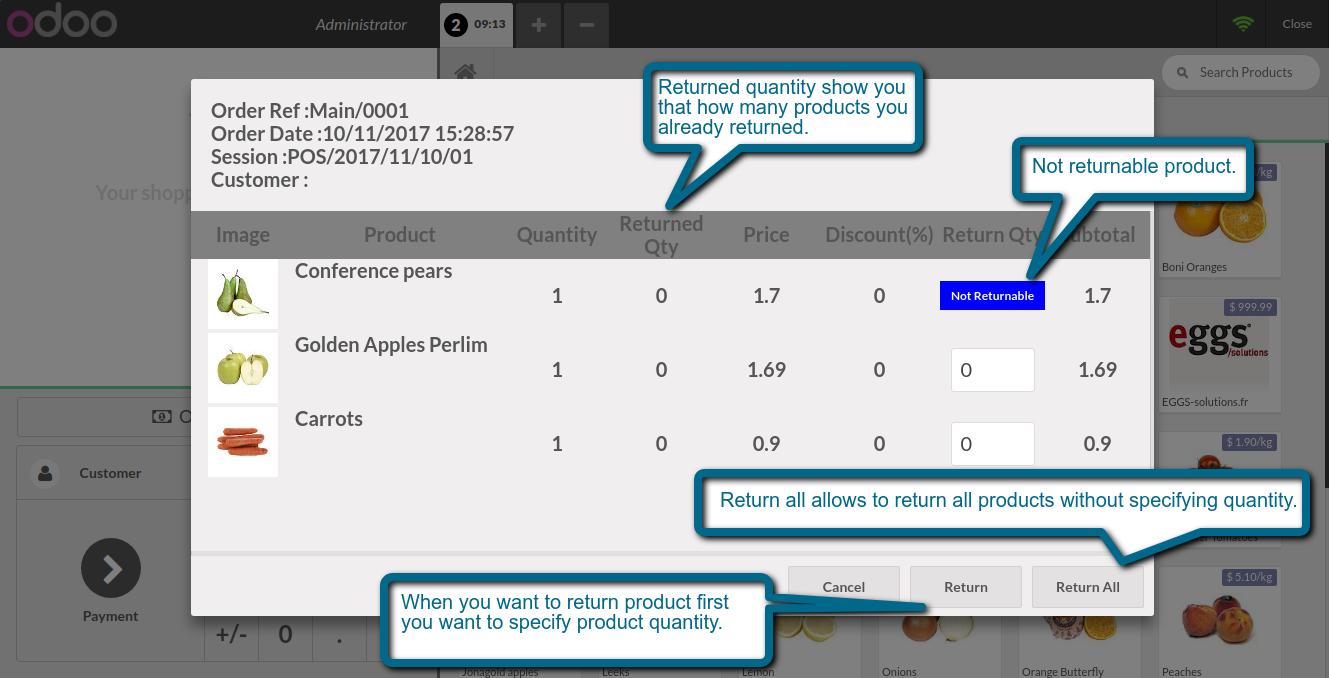 odoo
Administrator
2 09:13
+
−
Close
Search Products
Order Ref :Main/0001
Order Date :10/11/2017 15:28:57
Session :POS/2017/11/10/01
Customer :
Returned quantity show you
that how many products you
already returned.
Not returnable product.
Your shopp
/kg
Image Product Quantity Returned Qty Price Discount(%) Return Qty ubtotal
Conference pears
1 0 1.7 0 Not Returnable 1.7
Golden Apples Perlim
1 0 1.69 0 0 1.69
Carrots
1 0 0.9 0 0 0.9
Boni Oranges
$ 999.99
eggs
/solutions
EGGS-solutions.fr
$ 1.90/kg
Tomatoes
Customer
Payment
Return all allows to return all products without specifying quantity.
Cancel Return Return All
When you want to return product first
you want to specify product quantity.
$ 5.10/kg
+/- 0 .
Jonagold apples
Leeks
Lemon
Onions
Orange Butterfly
Peaches